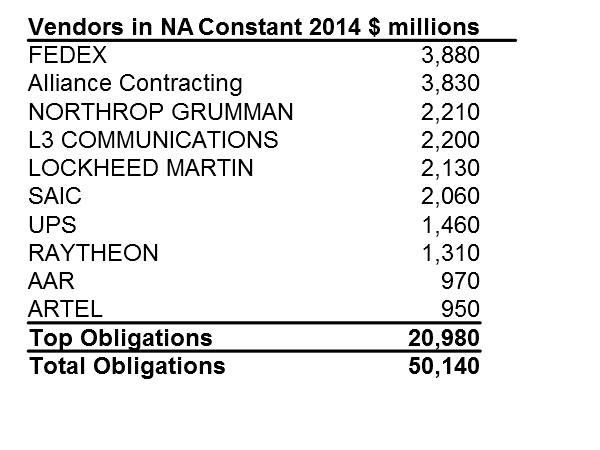 Vendors in NA Constant 2014 $ millions
FEDEX 3,880
Alliance Contracting 3,830
NORTHROP GRUMMAN 2,210
L3 COMMUNICATIONS 2,200
LOCKHEED MARTIN 2,130
SAIC 2,060
UPS 1,460
RAYTHEON 1,310
AAR 970
ARTEL 950
Top Obligations 20,980
Total Obligations 50,140